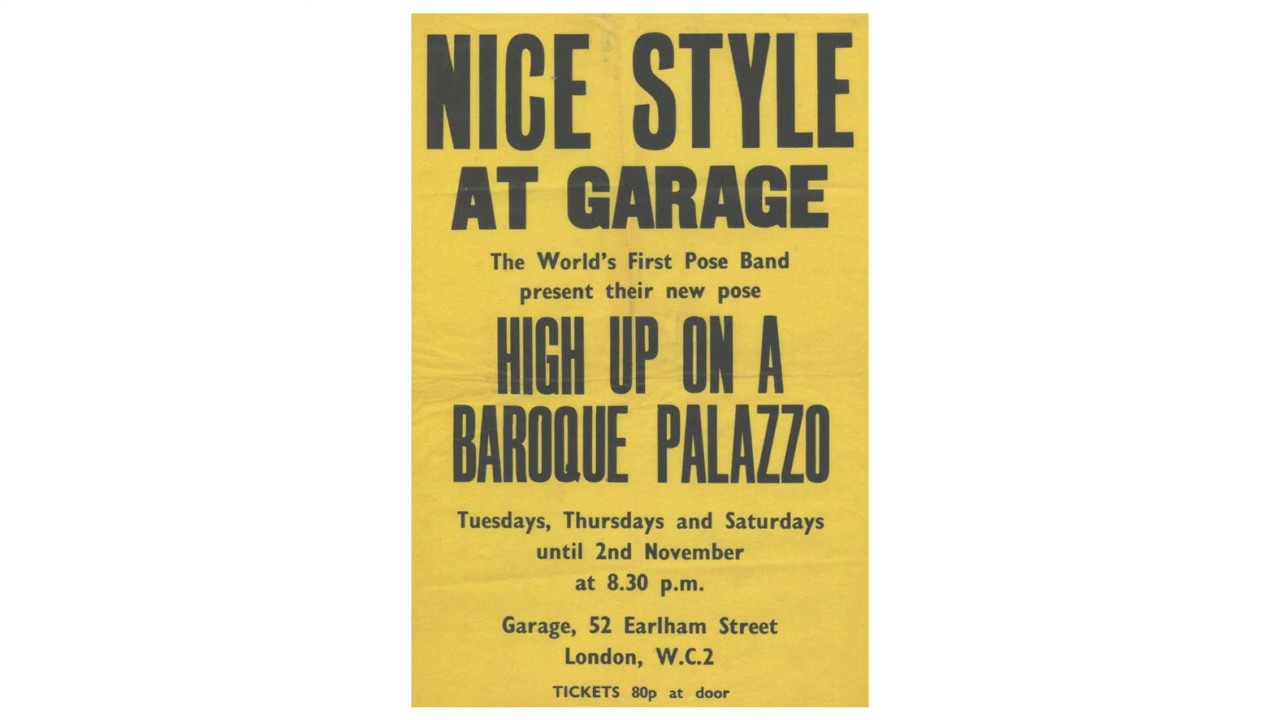 NICE STYLE
AT GARAGE
The World's First Pose Band
present their new pose
HIGH UP ON A
BAROQUE PALAZZO
Tuesdays, Thursdays and Saturdays
until 2nd November
at 8.30 p.m.
Garage, 52 Earlham Street
London, W.C.2
TICKETS 80p at door